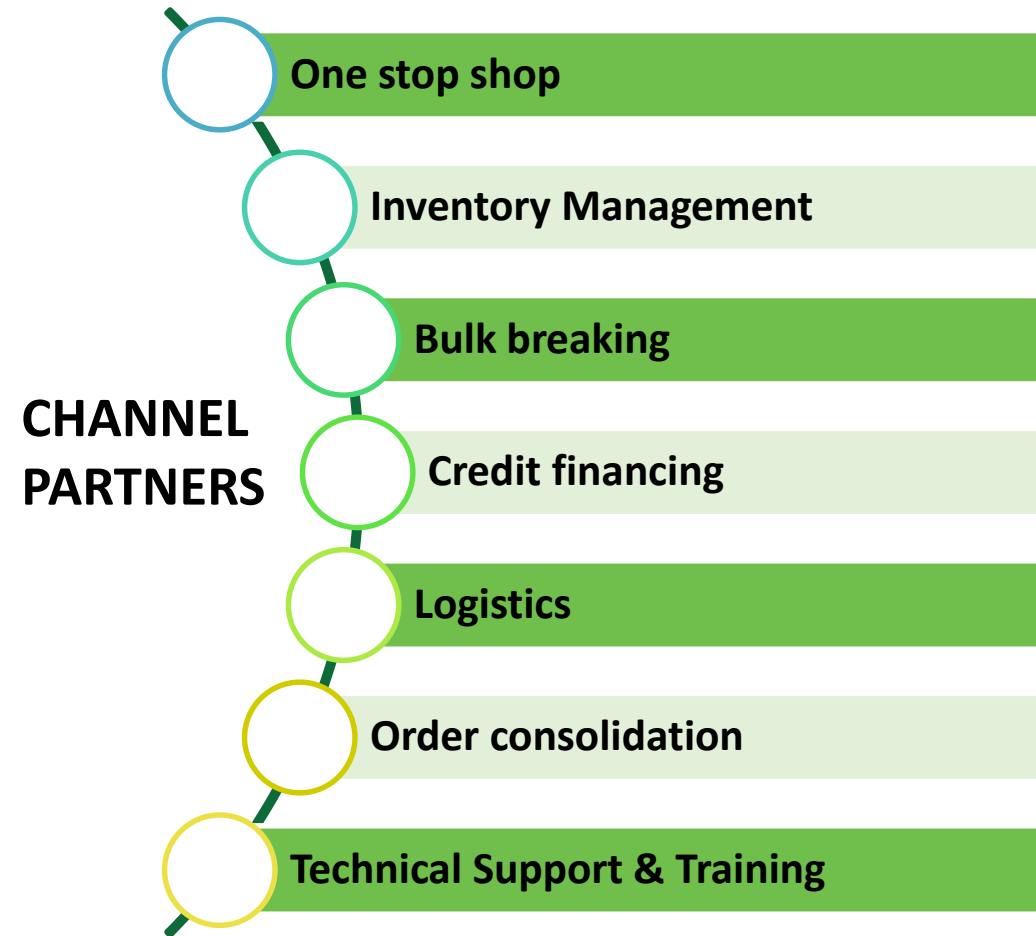 One stop shop
Inventory Management
Bulk breaking
CHANNEL
PARTNERS
Credit financing
Logistics
Order consolidation
Technical Support & Training